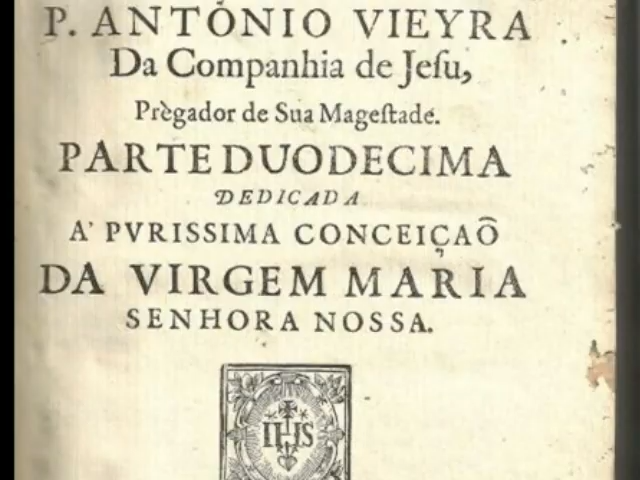 P. ANTÓNIO VIEYRA
Da Companhia de Jeſu,
Prègador de Sua Mageſtade.
PARTE DUODECIMA
DEDICADA
A' PVRISSIMA CONCEIÇAÕ
DA VIRGEM MARIA
SENHORA NOSSA.
IHS